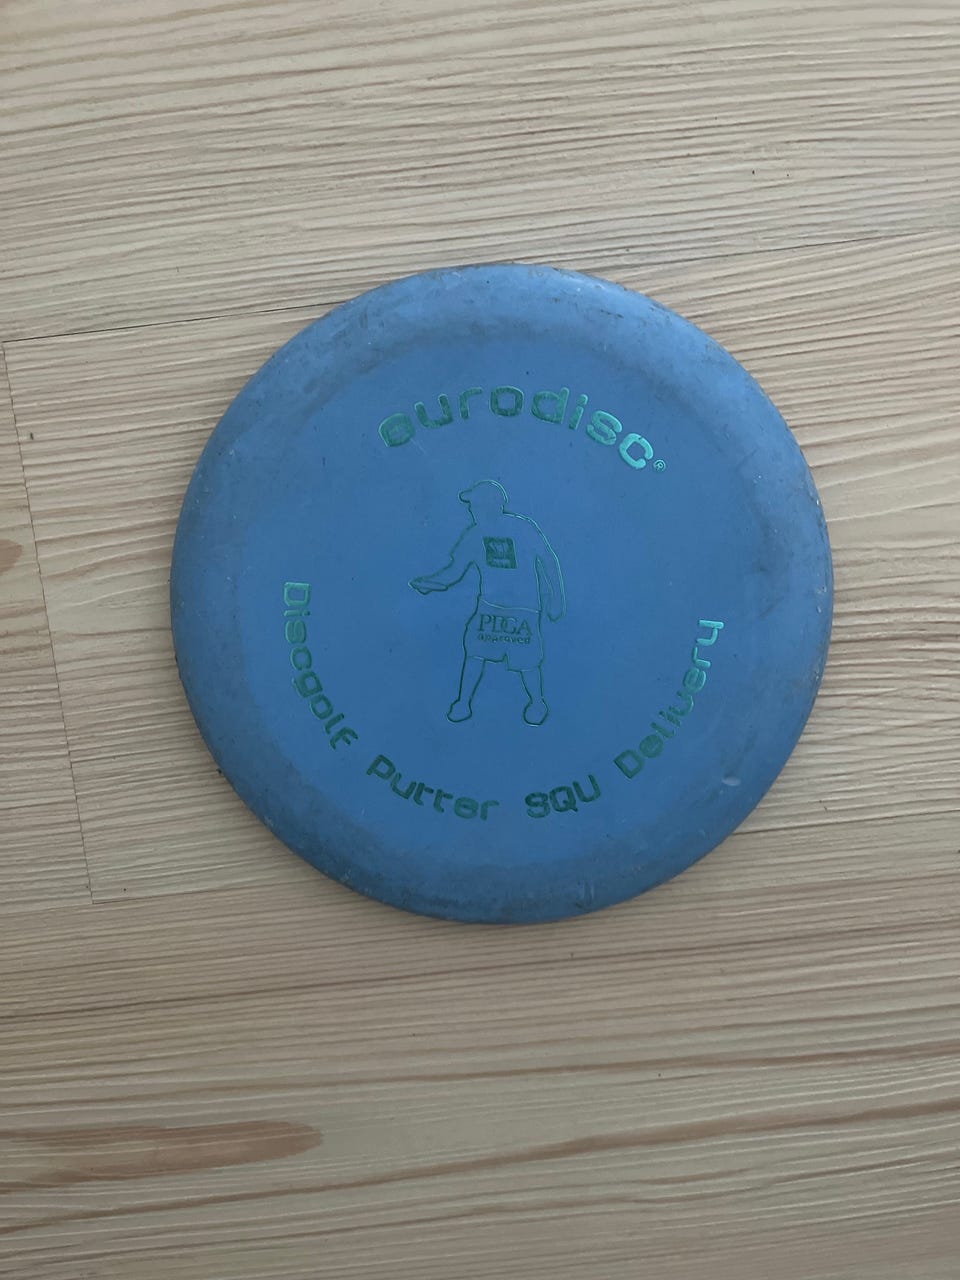 eurodisc®
PDGA
approved
Discgolf Putter SQU Delivery